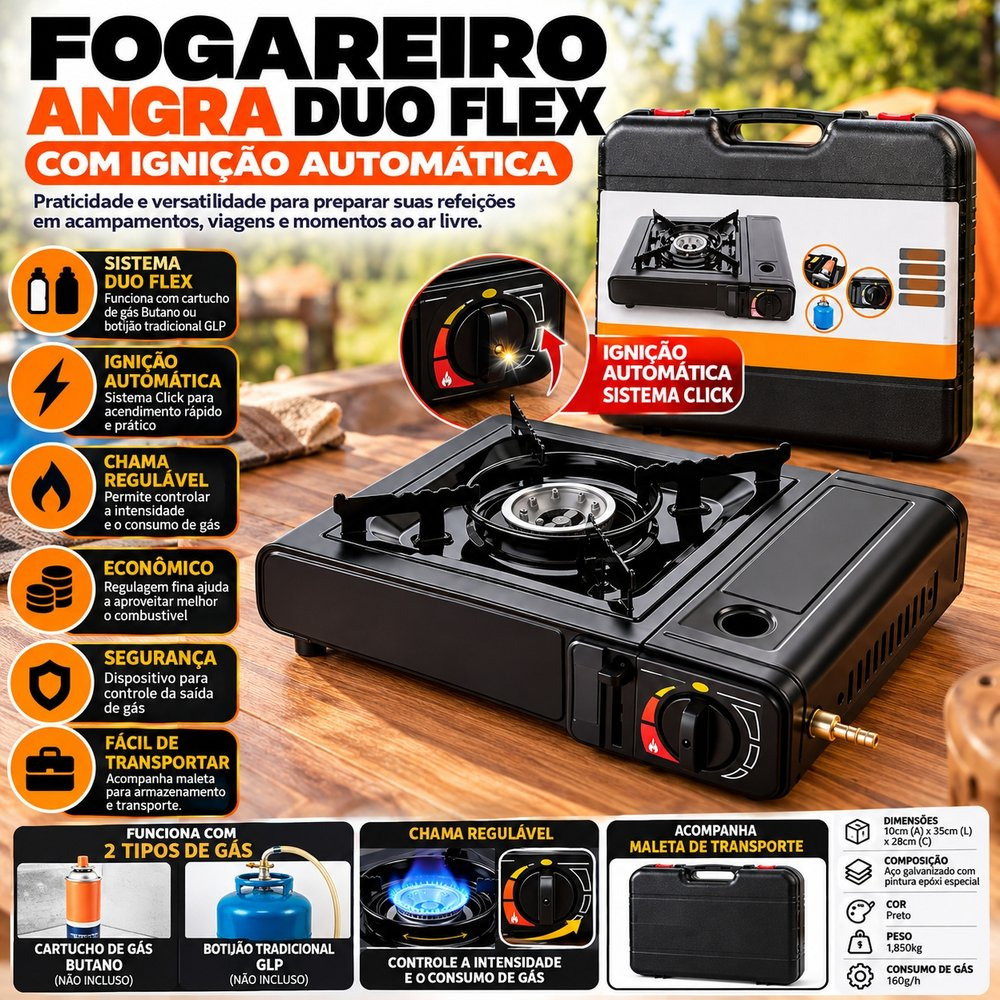 FOGAREIRO
ANGRA DUO FLEX
COM IGNIÇÃO AUTOMÁTICA
Praticidade e versatilidade para preparar suas refeições
em acampamentos, viagens e momentos ao ar livre.
SISTEMA
DUO FLEX
Funciona com cartucho
de gás Butano ou
botijão tradicional GLP
IGNIÇÃO
AUTOMÁTICA
Sistema Click para
acendimento rápido
e prático
CHAMA
REGULÁVEL
Permite controlar
a intensidade
e o consumo de gás
ECONÔMICO
Regulagem fina ajuda
a aproveitar melhor
o combustível
SEGURANÇA
Dispositivo para
controle da saída
de gás
FÁCIL DE
TRANSPORTAR
Acompanha maleta
para armazenamento
e transporte.
IGNIÇÃO
AUTOMÁTICA
SISTEMA CLICK
FUNCIONA COM
2 TIPOS DE GÁS
CARTUCHO DE GÁS
BUTANO
(NÃO INCLUSO)
BOTIJÃO TRADICIONAL
GLP
(NÃO INCLUSO)
CHAMA REGULÁVEL
CONTROLE A INTENSIDADE
E O CONSUMO DE GÁS
ACOMPANHA
MALETA DE TRANSPORTE
DIMENSÕES
10cm (A) x 35cm (L)
x 28cm (C)
COMPOSIÇÃO
Aço galvanizado com
pintura epóxi especial
COR
Preto
PESO
1,850kg
CONSUMO DE GÁS
160g/h